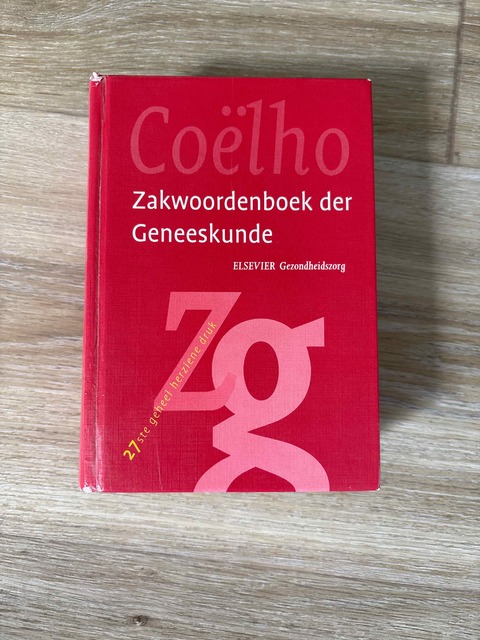 Coëlho
Zakwoordenboek der
Geneeskunde
ELSEVIER Gezondheidszorg
Zg
27ste geheel herziene druk